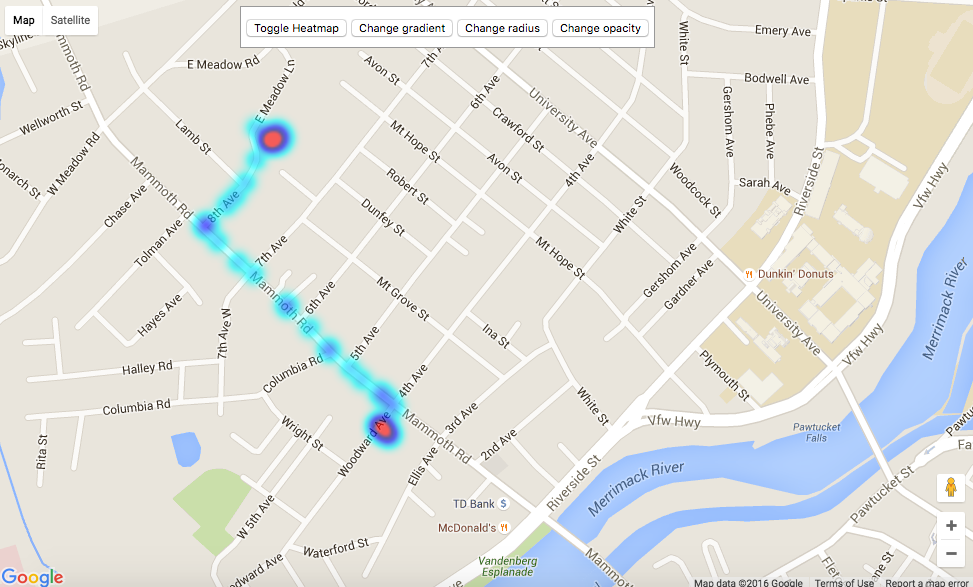 Map Satellite
Toggle Heatmap Change gradient Change radius Change opacity
Skyline
Mammoth Rd
E Meadow Rd
E Meadow Ln
Avon St
7th Ave
6th Ave
White St
Emery Ave
Bodwell Ave
Wellworth St
W Meadow Rd
Lamb St
Mt Hope St
Crawford St
University Ave
Gershom Ave
Phebe Ave
Monarch St
Mammoth Rd
Robert St
Avon St
4th Ave
Woodcock St
Sarah Ave
Riverside St
Vfw Hwy
Chase Ave
8th Ave
Dunfey St
White St
Tolman Ave
7th Ave
Mt Hope St
Gershom Ave
Gardner Ave
Dunkin' Donuts
Mammoth Rd
6th Ave
Mt Grove St
University Ave
Merrimack River
Hayes Ave
7th Ave W
5th Ave
Ina St
Vfw Hwy
Halley Rd
Columbia Rd
4th Ave
Plymouth St
Columbia Rd
Wright St
Woodward Ave
Mammoth Rd
3rd Ave
2nd Ave
White St
Vfw Hwy
Pawtucket
Falls
Rita St
Ellis Ave
Riverside St
Merrimack River
Pawtucket St
W 5th Ave
TD Bank $
McDonald's
Waterford St
Vandenberg
Esplanade
Google
Map data ©2016 Google Terms of Use Report a map error